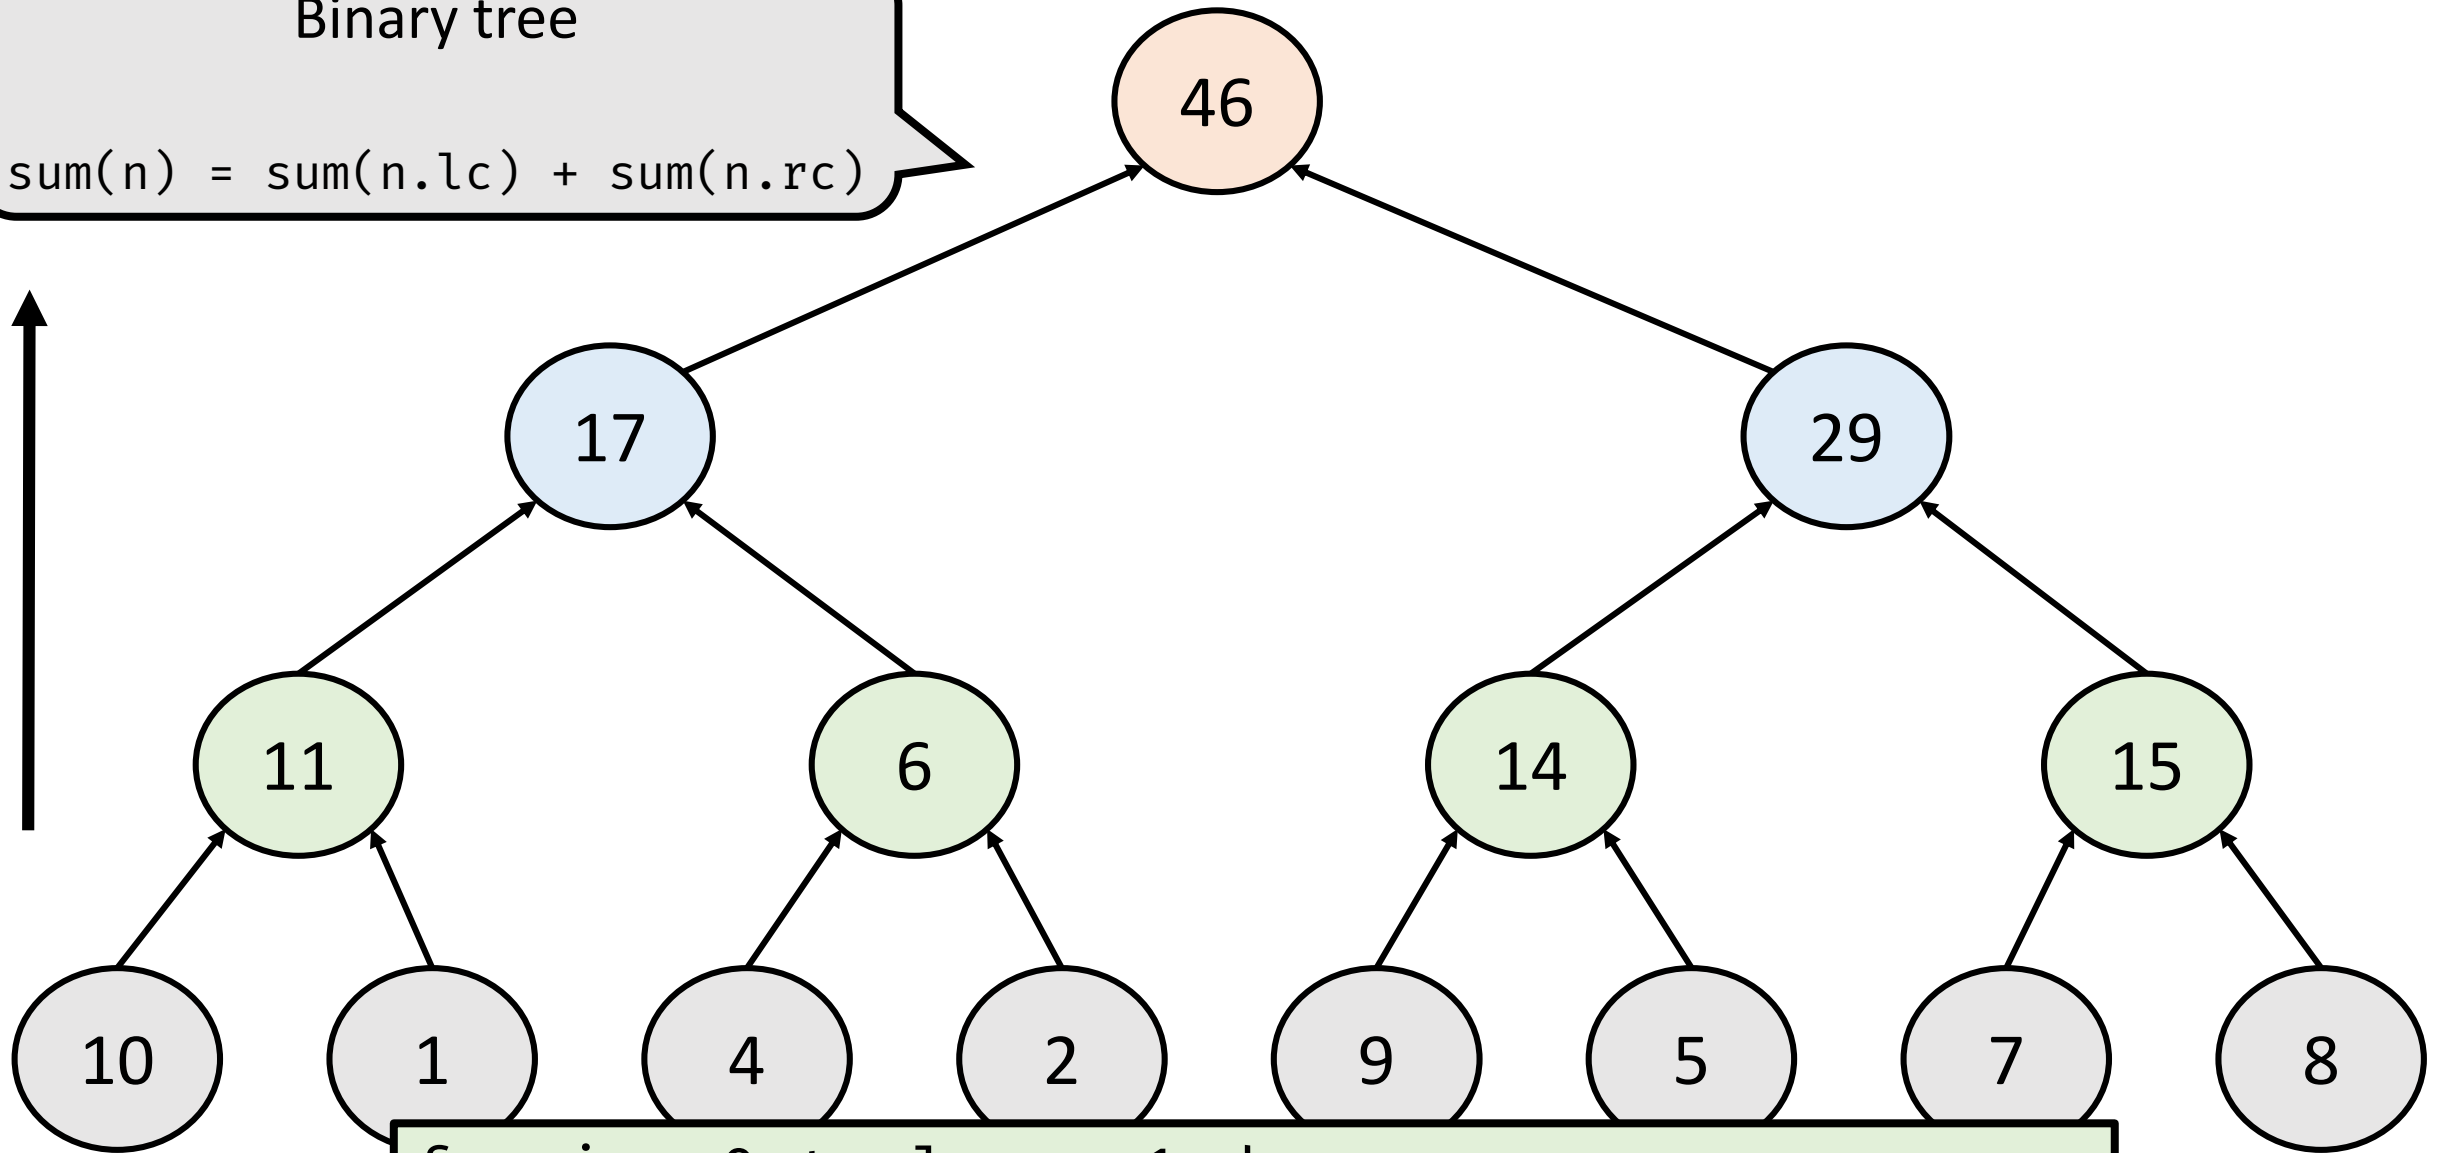 Binary tree
sum(n) = sum(n.lc) + sum(n.rc)
46
17 29
11 6 14 15
10 1 4 2 9 5 7 8